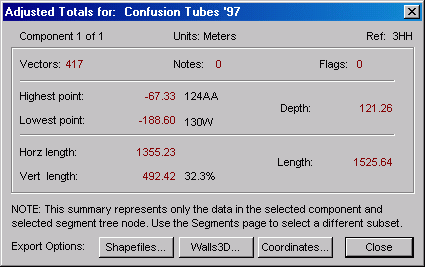 Adjusted Totals for: Confusion Tubes '97
Component 1 of 1 Units: Meters Ref: 3HH
Vectors: 417 Notes: 0 Flags: 0
Highest point: -67.33 124AA
Depth: 121.26
Lowest point: -188.60 130W
Horz length: 1355.23
Length: 1525.64
Vert length: 492.42 32.3%
NOTE: This summary represents only the data in the selected component and
selected segment tree node. Use the Segments page to select a different subset.
Export Options: Shapefiles... Walls3D... Coordinates... Close